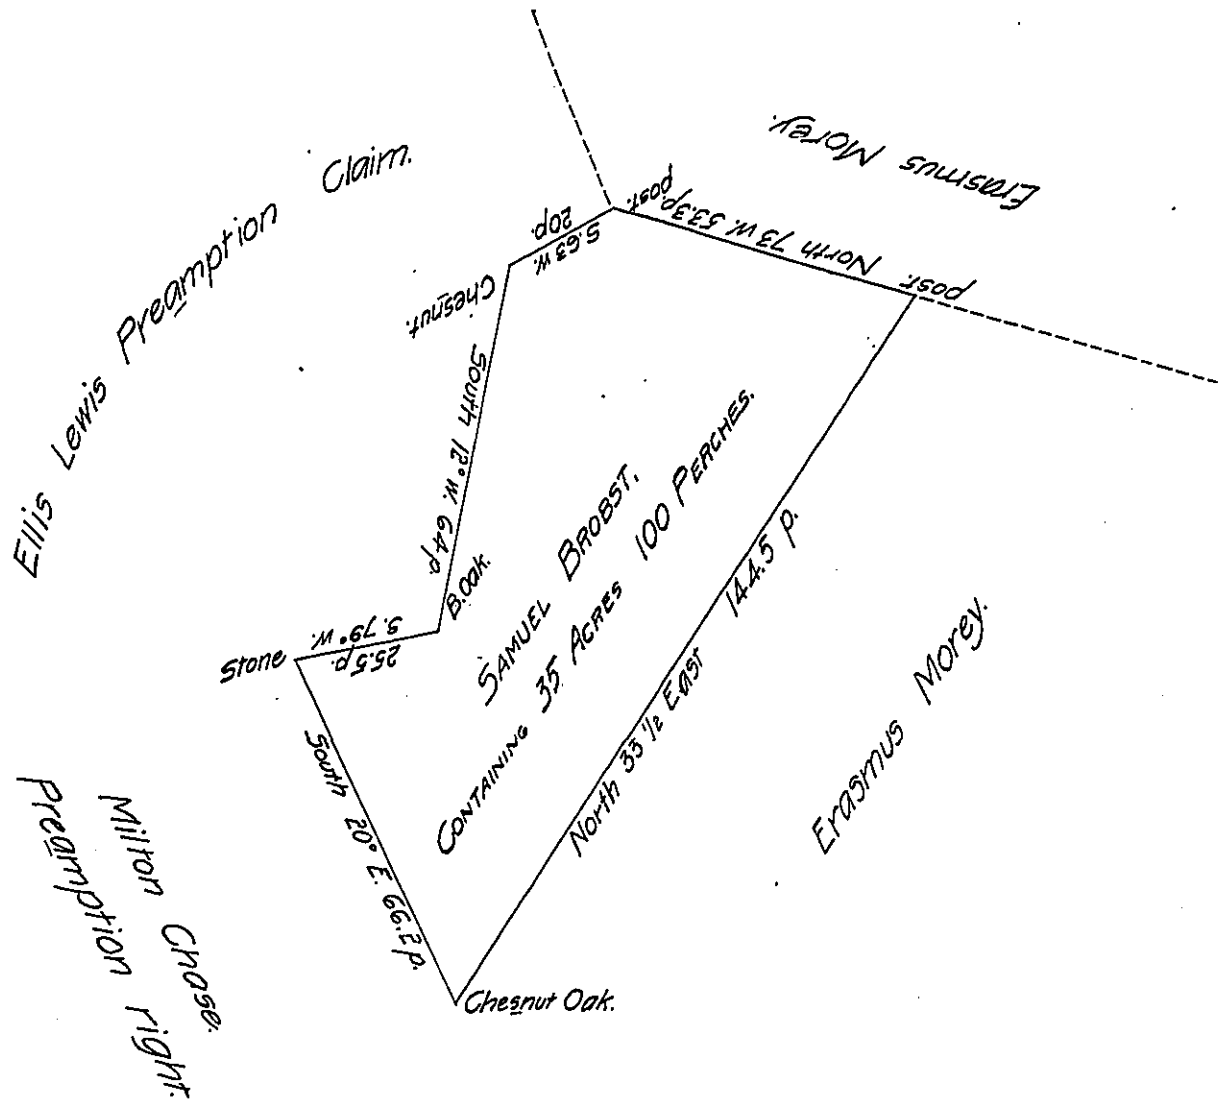 Ellis Lewis Preamption Claim.
Erasmus Morey.
post.
North 73 W. 53.3p.
post.
S. 63 W.
20p.
Chesnut.
South 12° W. 64p.
B.Oak.
S. 79° W.
25.5p.
Stone
South 20° E. 66.2p.
Chesnut Oak.
North 33 1/2 East 144.5 p.
SAMUEL BROBST.
CONTAINING 35 ACRES 100 PERCHES.
Erasmus Morey.
Milton Chase.
Preamption right.